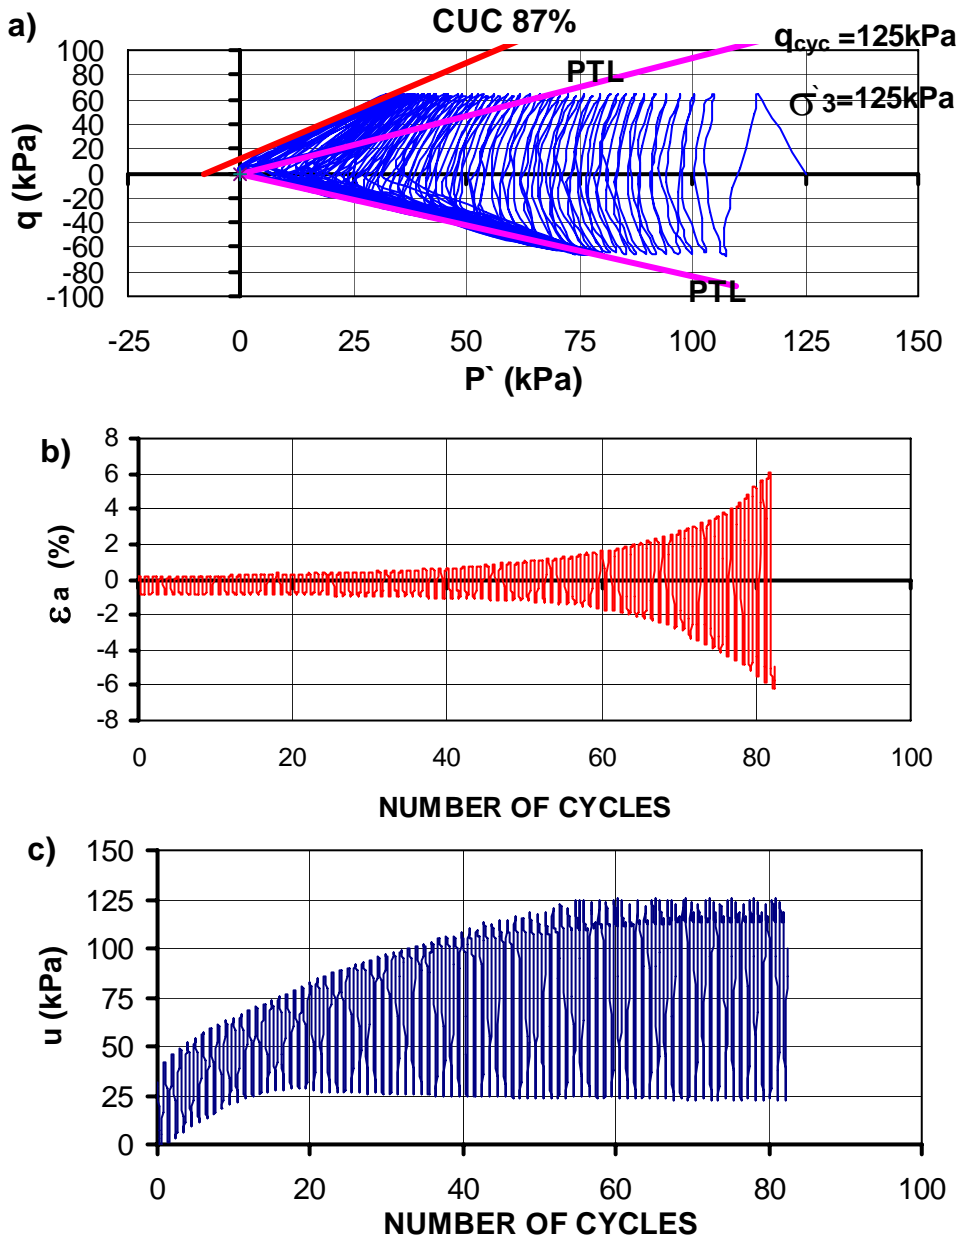 a)
CUC 87%
q (kPa)
100
80
60
40
20
0
-20
-40
-60
-80
-100
PTL
qcyc =125kPa
σ`3=125kPa
PTL
-25 0 25 50 75 100 125 150
P` (kPa)
b)
εa (%)
8
6
4
2
0
-2
-4
-6
-8
0 20 40 60 80 100
NUMBER OF CYCLES
c)
u (kPa)
150
125
100
75
50
25
0
0 20 40 60 80 100
NUMBER OF CYCLES